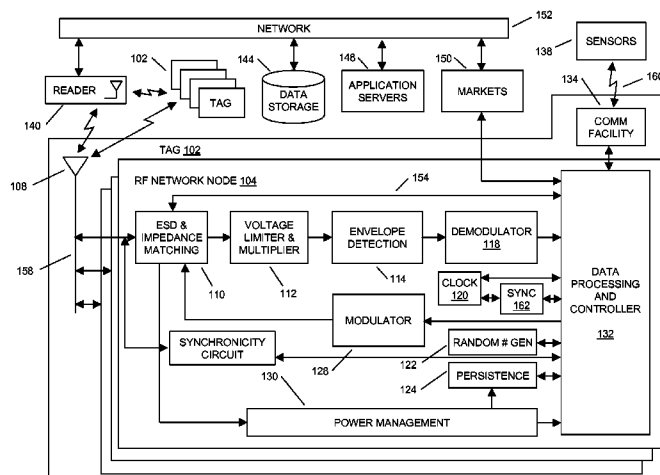 NETWORK
152
102
144
148
150
138
SENSORS
READER
TAG
DATA
STORAGE
APPLICATION
SERVERS
MARKETS
134
160
140
COMM
FACILITY
108
TAG 102
RF NETWORK NODE 104
154
ESD &
IMPEDANCE
MATCHING
VOLTAGE
LIMITER &
MULTIPLIER
ENVELOPE
DETECTION
DEMODULATOR
118
158
110
112
114
CLOCK
120
SYNC
162
DATA
PROCESSING
AND
CONTROLLER
132
MODULATOR
SYNCHRONICITY
CIRCUIT
128
122
RANDOM # GEN
130
124
PERSISTENCE
POWER MANAGEMENT